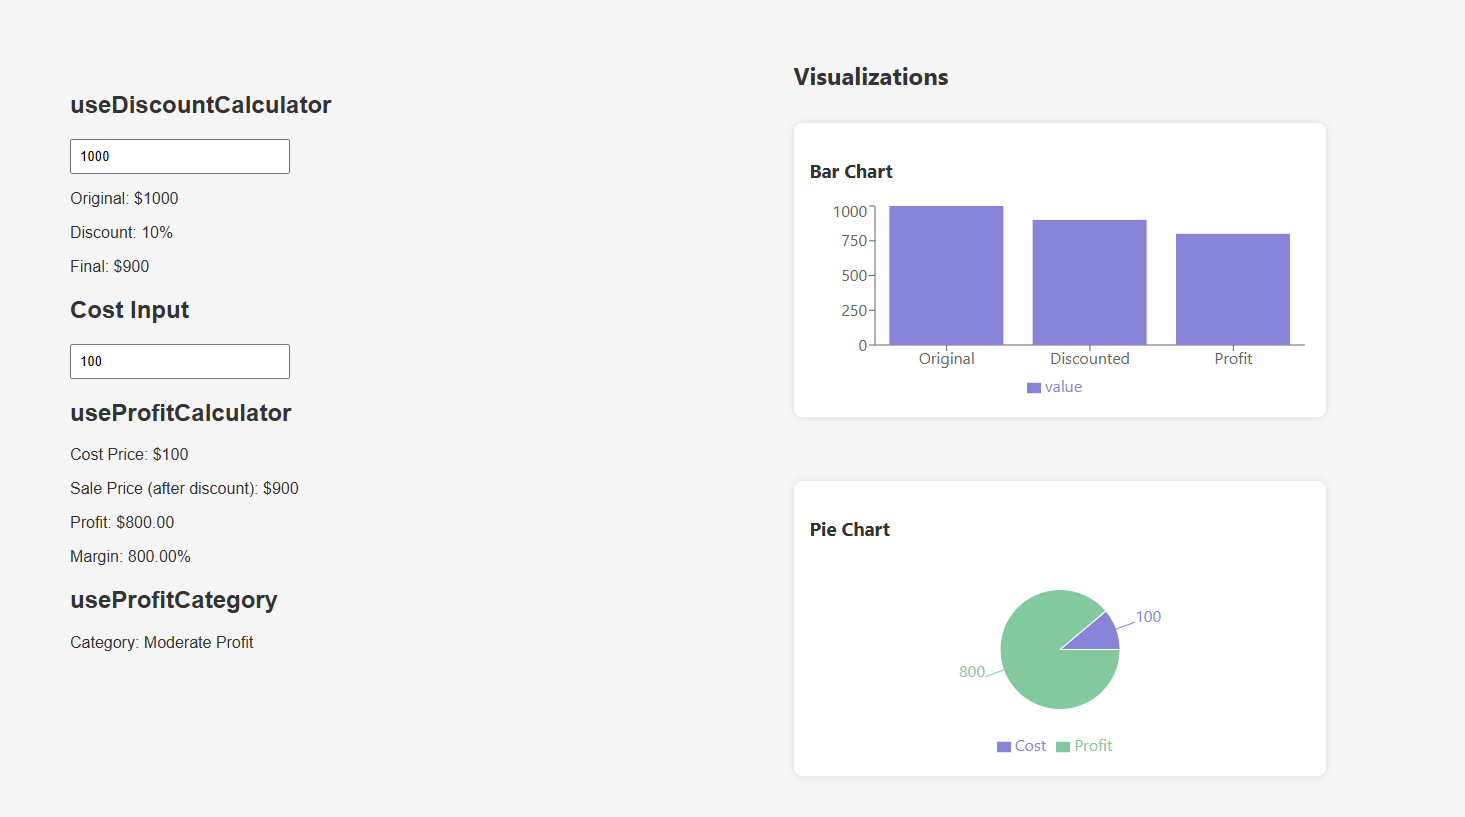 useDiscountCalculator
1000
Original: $1000
Discount: 10%
Final: $900
Cost Input
100
useProfitCalculator
Cost Price: $100
Sale Price (after discount): $900
Profit: $800.00
Margin: 800.00%
useProfitCategory
Category: Moderate Profit
Visualizations
Bar Chart
1000
750
500
250
0
Original Discounted Profit
value
Pie Chart
100
800
Cost Profit